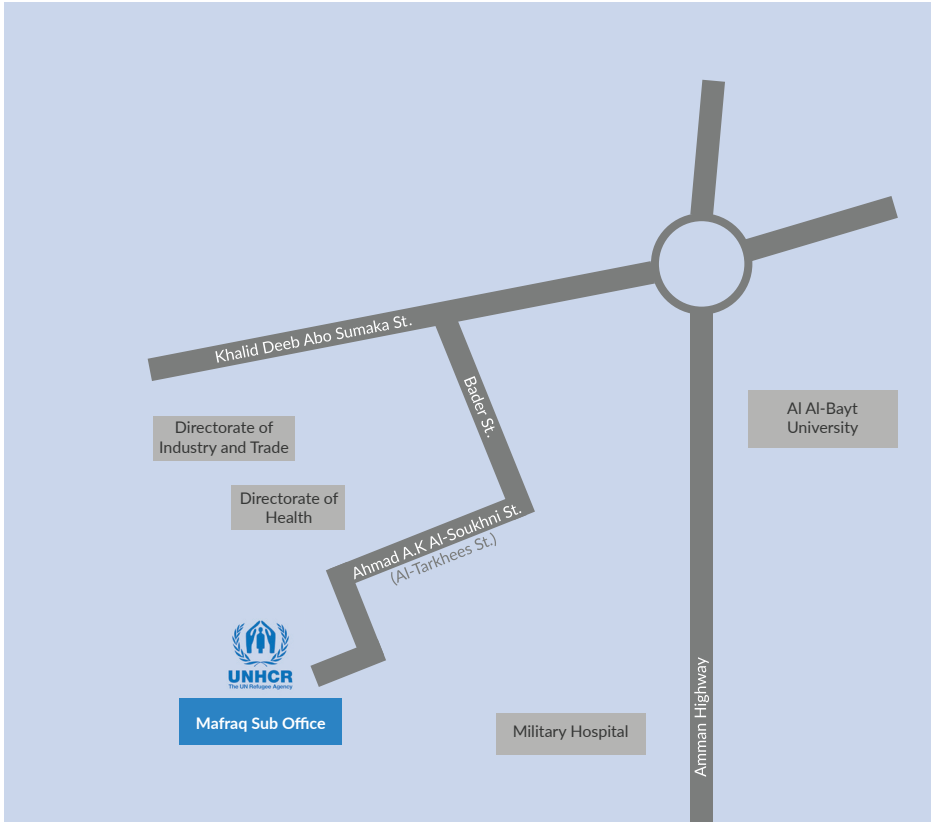 Khalid Deeb Abo Sumaka St.
Bader St.
Al Al-Bayt
University
Directorate of
Industry and Trade
Directorate of
Health
Ahmad A.K Al-Soukhni St.
(Al-Tarkhees St.)
UNHCR
The UN Refugee Agency
Mafraq Sub Office
Military Hospital
Amman Highway